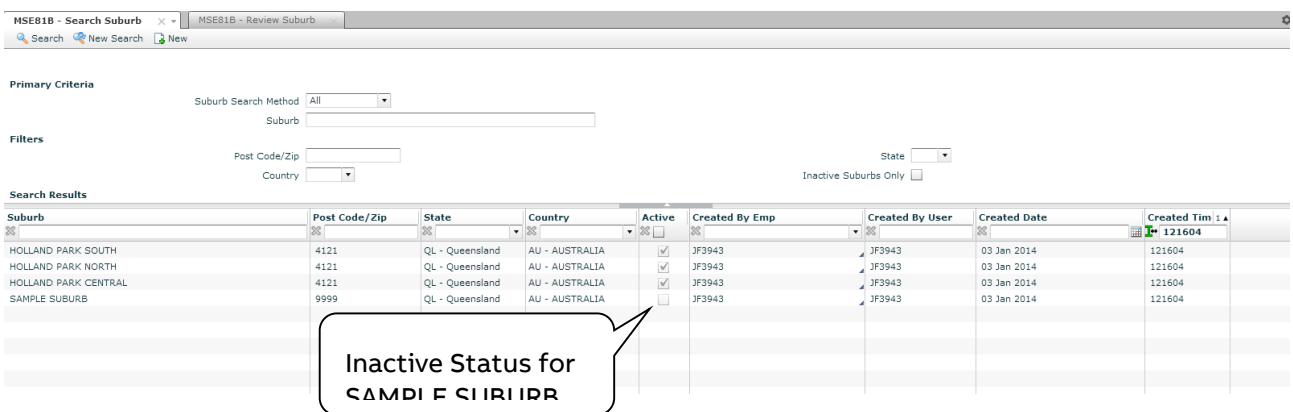 MSE81B - Search Suburb MSE81B - Review Suburb
Search New Search New
Primary Criteria
Suburb Search Method All
Suburb
Filters
Post Code/Zip State
Country Inactive Suburbs Only
Search Results
Suburb Post Code/Zip State Country Active Created By Emp Created By User Created Date Created Tim 1
121604
HOLLAND PARK SOUTH 4121 QL - Queensland AU - AUSTRALIA JF3943 JF3943 03 Jan 2014 121604
HOLLAND PARK NORTH 4121 QL - Queensland AU - AUSTRALIA JF3943 JF3943 03 Jan 2014 121604
HOLLAND PARK CENTRAL 4121 QL - Queensland AU - AUSTRALIA JF3943 JF3943 03 Jan 2014 121604
SAMPLE SUBURB 9999 QL - Queensland AU - AUSTRALIA JF3943 JF3943 03 Jan 2014 121604
Inactive Status for
SAMPLE SUBURB